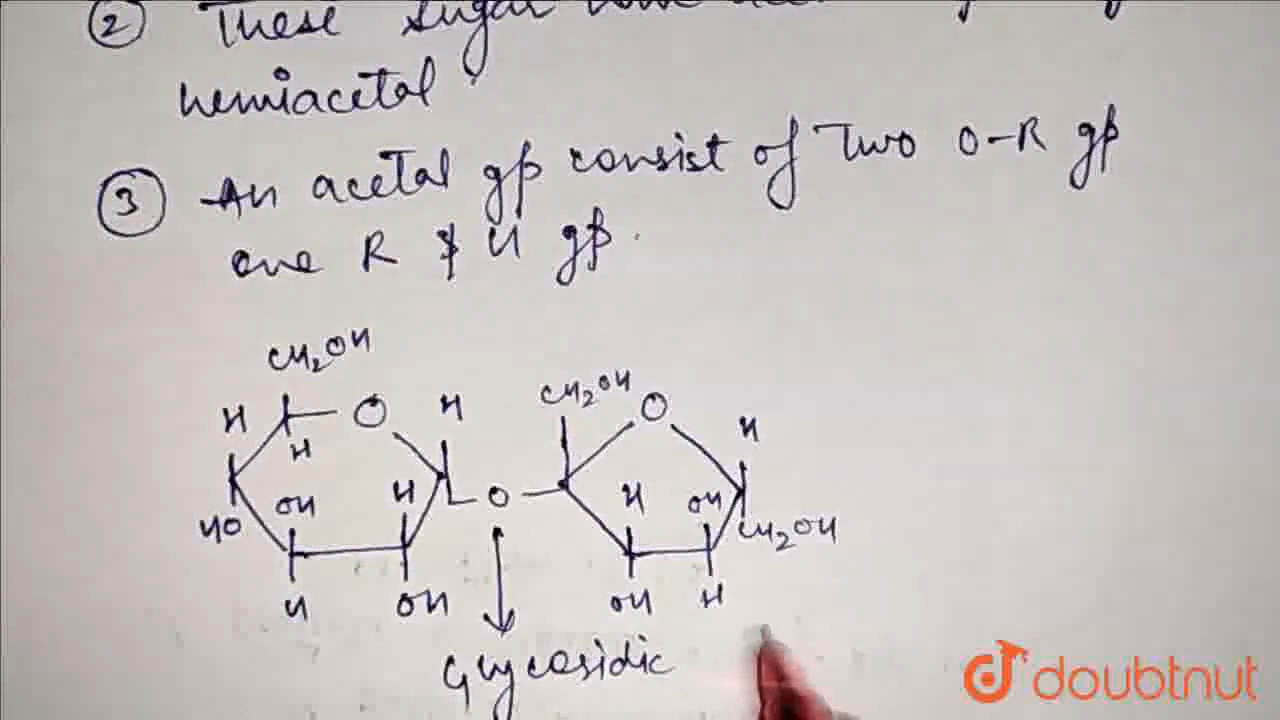 ② These sugar
hemiacetal
③ An acetal gp consist of Two O-R gp
one R & H gp.
CH₂OH
CH₂OH
H
O
H
O
H
H
OH
H
O
H
OH
HO
CH₂OH
H
OH
OH
H
Glycosidic
doubtnut